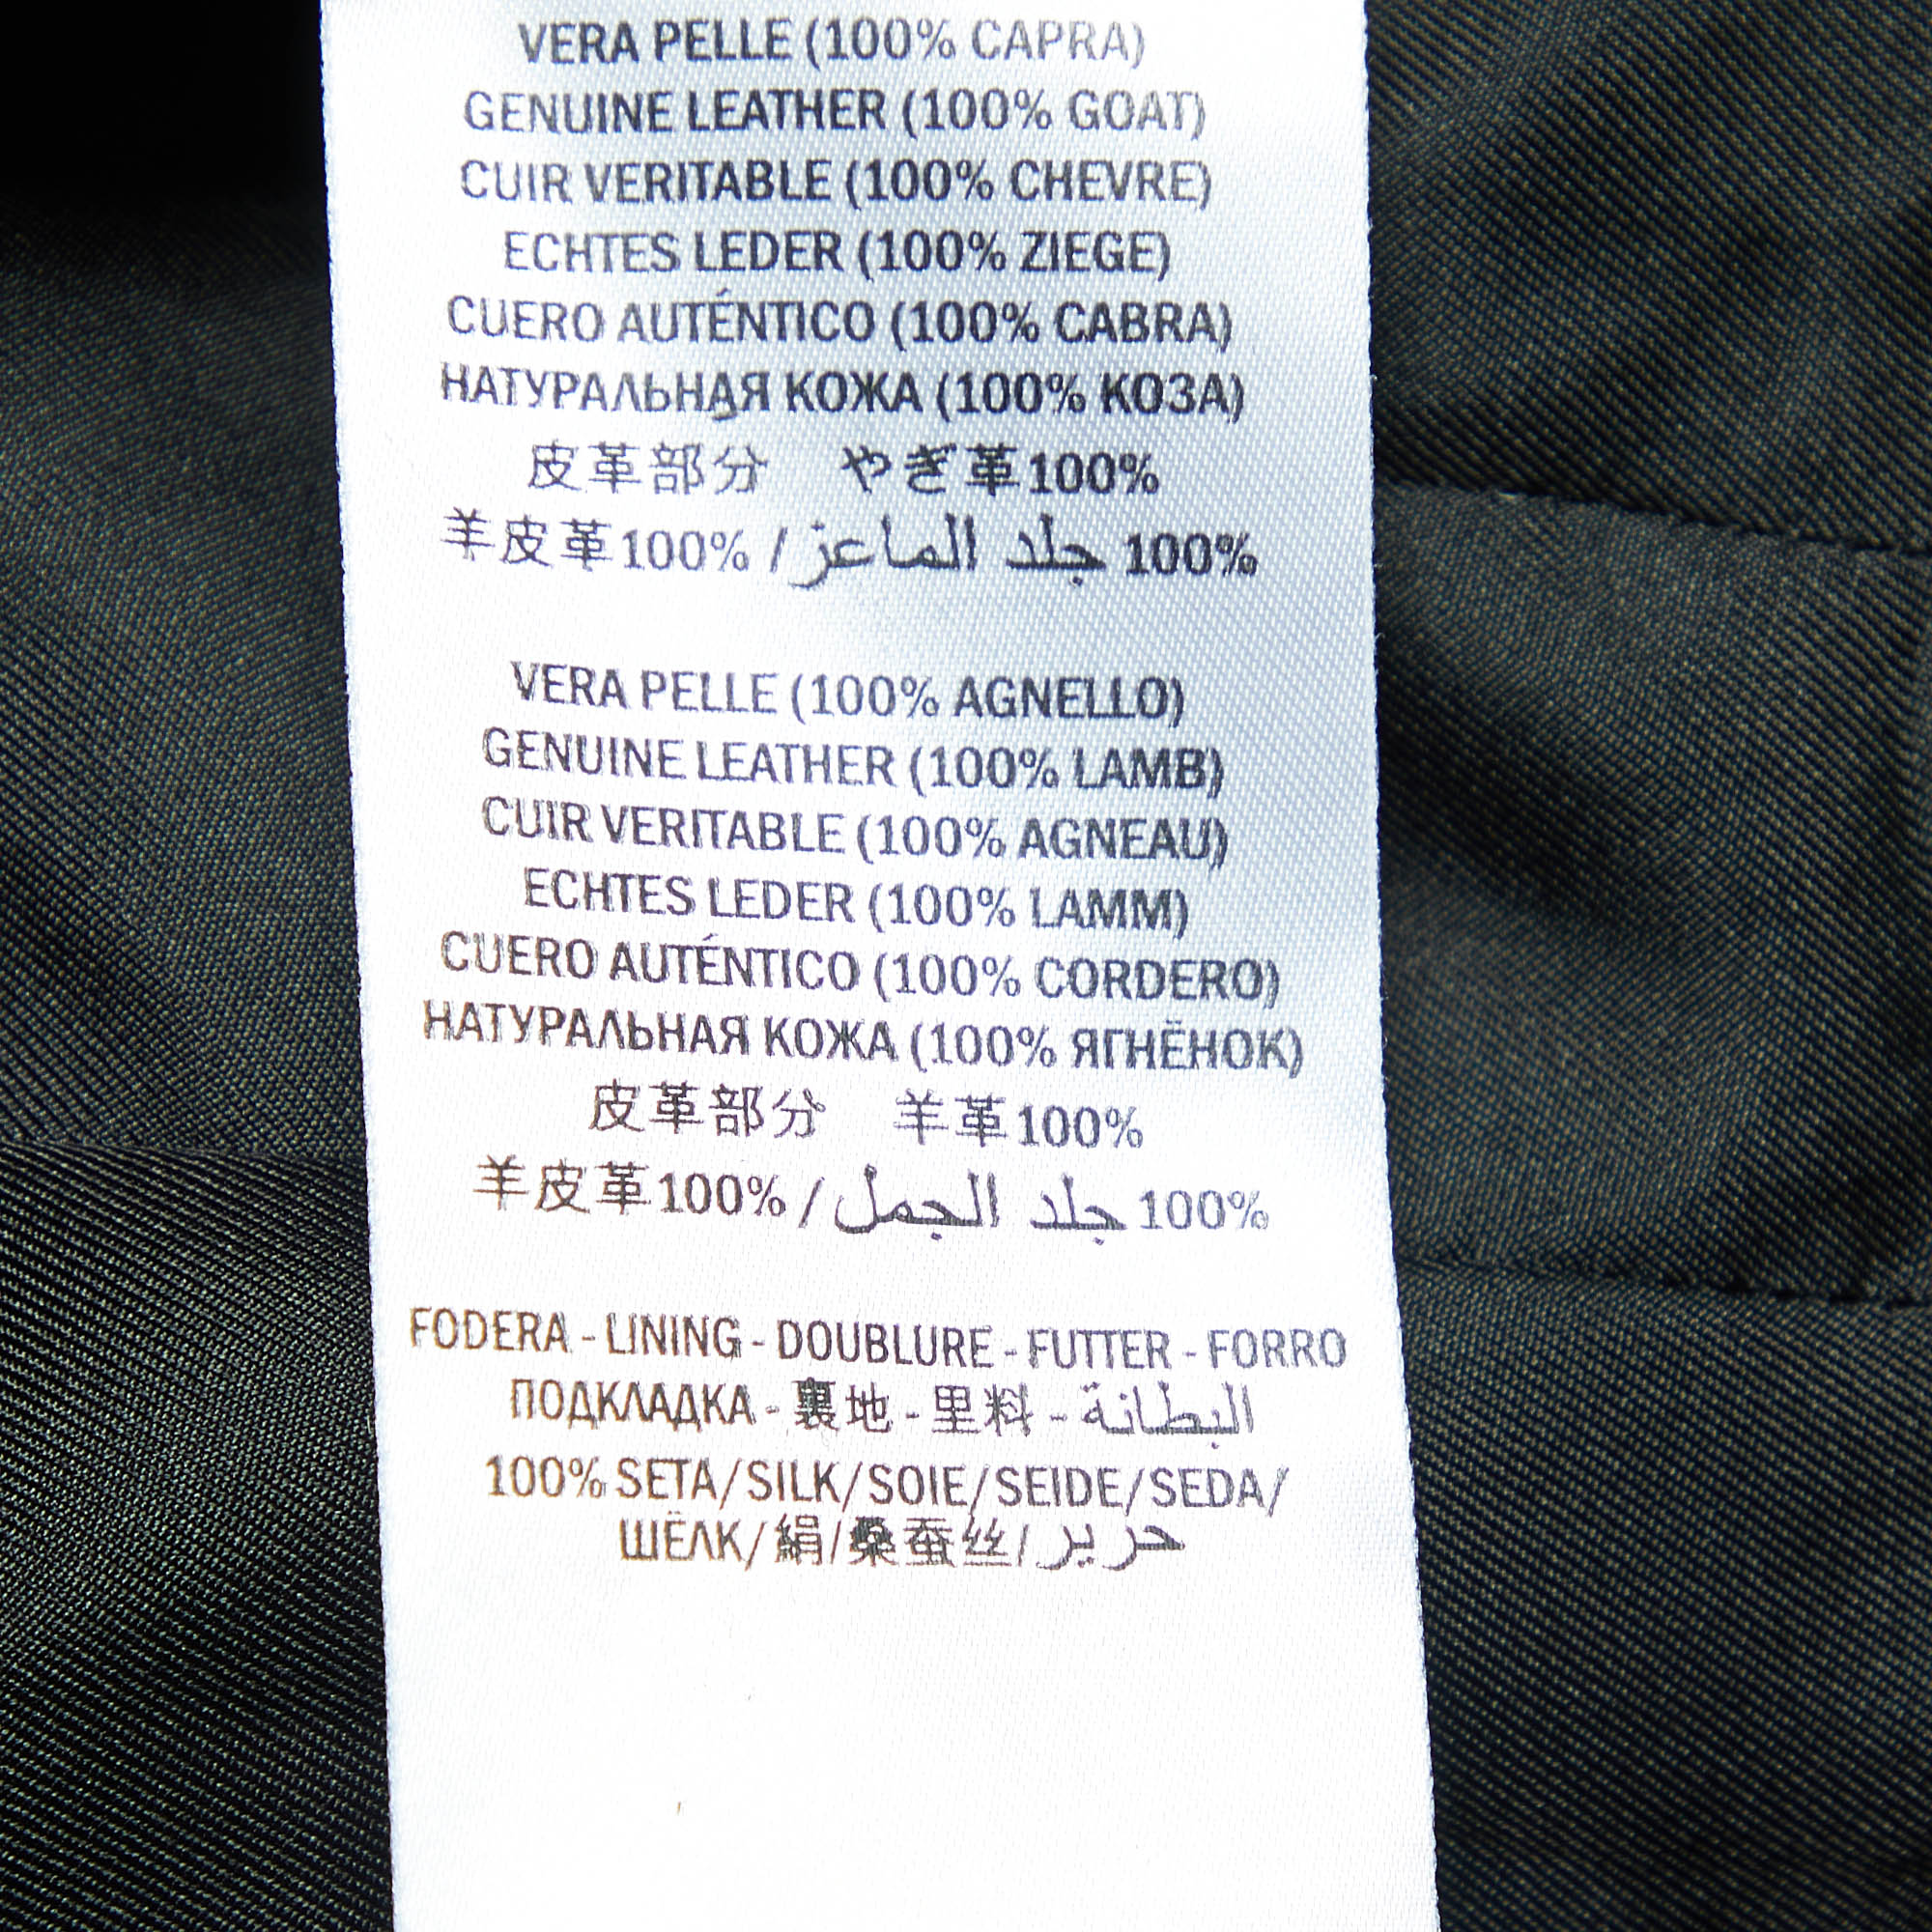 VERA PELLE (100% CAPRA)
GENUINE LEATHER (100% GOAT)
CUIR VERITABLE (100% CHEVRE)
ECHTES LEDER (100% ZIEGE)
CUERO AUTÉNTICO (100% CABRA)
НАТУРАЛЬНАЯ КОЖА (100% КОЗА)
皮革部分　やぎ革100%
羊皮革100% / جلد الماعز 100%
VERA PELLE (100% AGNELLO)
GENUINE LEATHER (100% LAMB)
CUIR VERITABLE (100% AGNEAU)
ECHTES LEDER (100% LAMM)
CUERO AUTÉNTICO (100% CORDERO)
НАТУРАЛЬНАЯ КОЖА (100% ЯГНЁНОК)
皮革部分　羊革100%
羊皮革100% / جلد الجمل 100%
FODERA - LINING - DOUBLURE - FUTTER - FORRO
ПОДКЛАДКА - 裏地 - 里料 - البطانة
100% SETA/SILK/SOIE/SEIDE/SEDA/
ШЁЛК/絹/桑蚕丝/حرير